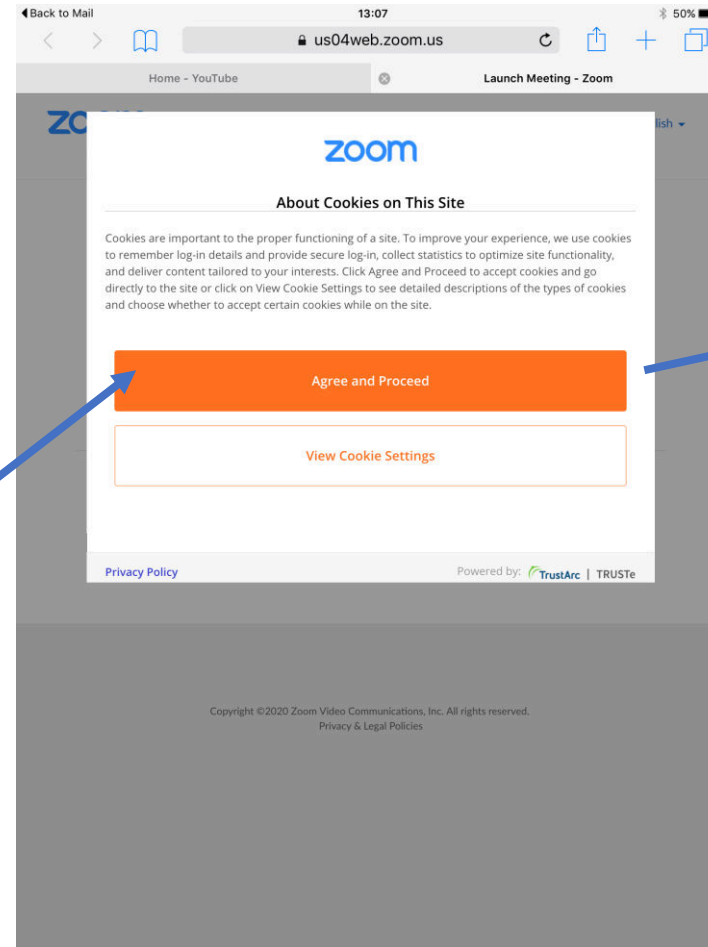 Back to Mail 13:07 50%
us04web.zoom.us
Home - YouTube Launch Meeting - Zoom
zoom
About Cookies on This Site
Cookies are important to the proper functioning of a site. To improve your experience, we use cookies
to remember log-in details and provide secure log-in, collect statistics to optimize site functionality,
and deliver content tailored to your interests. Click Agree and Proceed to accept cookies and go
directly to the site or click on View Cookie Settings to see detailed descriptions of the types of cookies
and choose whether to accept certain cookies while on the site.
Agree and Proceed
View Cookie Settings
Privacy Policy Powered by: TrustArc | TRUSTe
Copyright ©2020 Zoom Video Communications, Inc. All rights reserved.
Privacy & Legal Policies